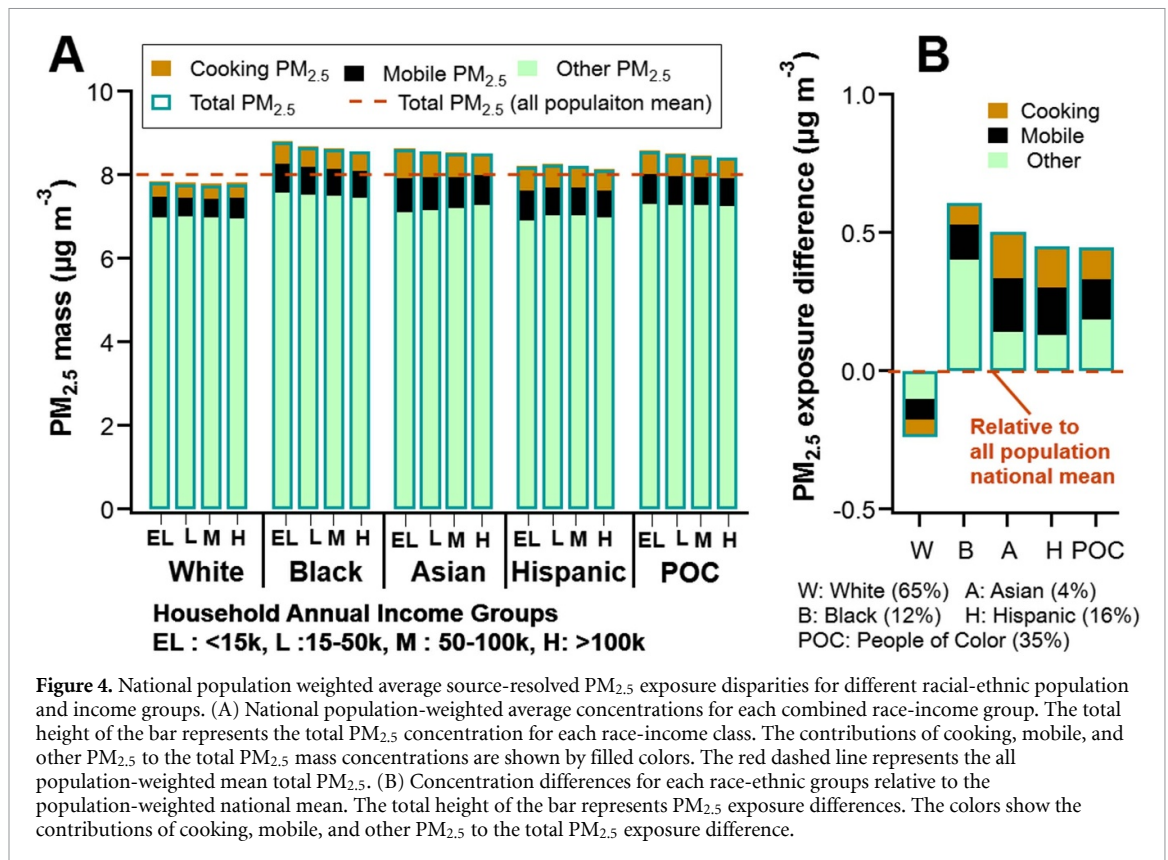 A
Cooking PM2.5 Mobile PM2.5 Other PM2.5
Total PM2.5 Total PM2.5 (all populaiton mean)
PM2.5 mass (µg m-3)
10
8
6
4
2
0
EL L M H EL L M H EL L M H EL L M H EL L M H
White Black Asian Hispanic POC
Household Annual Income Groups
EL : <15k, L :15-50k, M : 50-100k, H: >100k
B
PM2.5 exposure difference (µg m-3)
1.0
0.5
0.0
-0.5
Cooking
Mobile
Other
Relative to
all population
national mean
W B A H POC
W: White (65%) A: Asian (4%)
B: Black (12%) H: Hispanic (16%)
POC: People of Color (35%)
Figure 4. National population weighted average source-resolved PM2.5 exposure disparities for different racial-ethnic population
and income groups. (A) National population-weighted average concentrations for each combined race-income group. The total
height of the bar represents the total PM2.5 concentration for each race-income class. The contributions of cooking, mobile, and
other PM2.5 to the total PM2.5 mass concentrations are shown by filled colors. The red dashed line represents the all
population-weighted mean total PM2.5. (B) Concentration differences for each race-ethnic groups relative to the
population-weighted national mean. The total height of the bar represents PM2.5 exposure differences. The colors show the
contributions of cooking, mobile, and other PM2.5 to the total PM2.5 exposure difference.